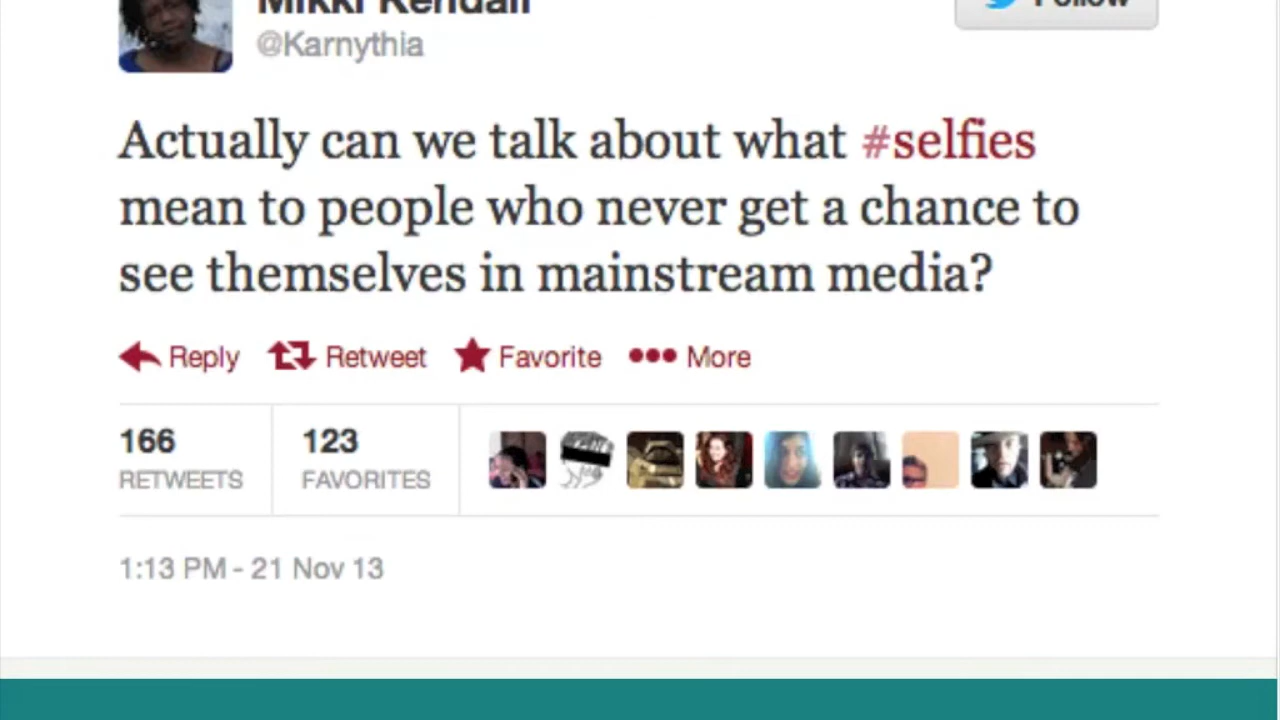 Mikki Kendall
Follow
@Karnythia
Actually can we talk about what #selfies
mean to people who never get a chance to
see themselves in mainstream media?
Reply Retweet Favorite More
166 123
RETWEETS FAVORITES
1:13 PM - 21 Nov 13